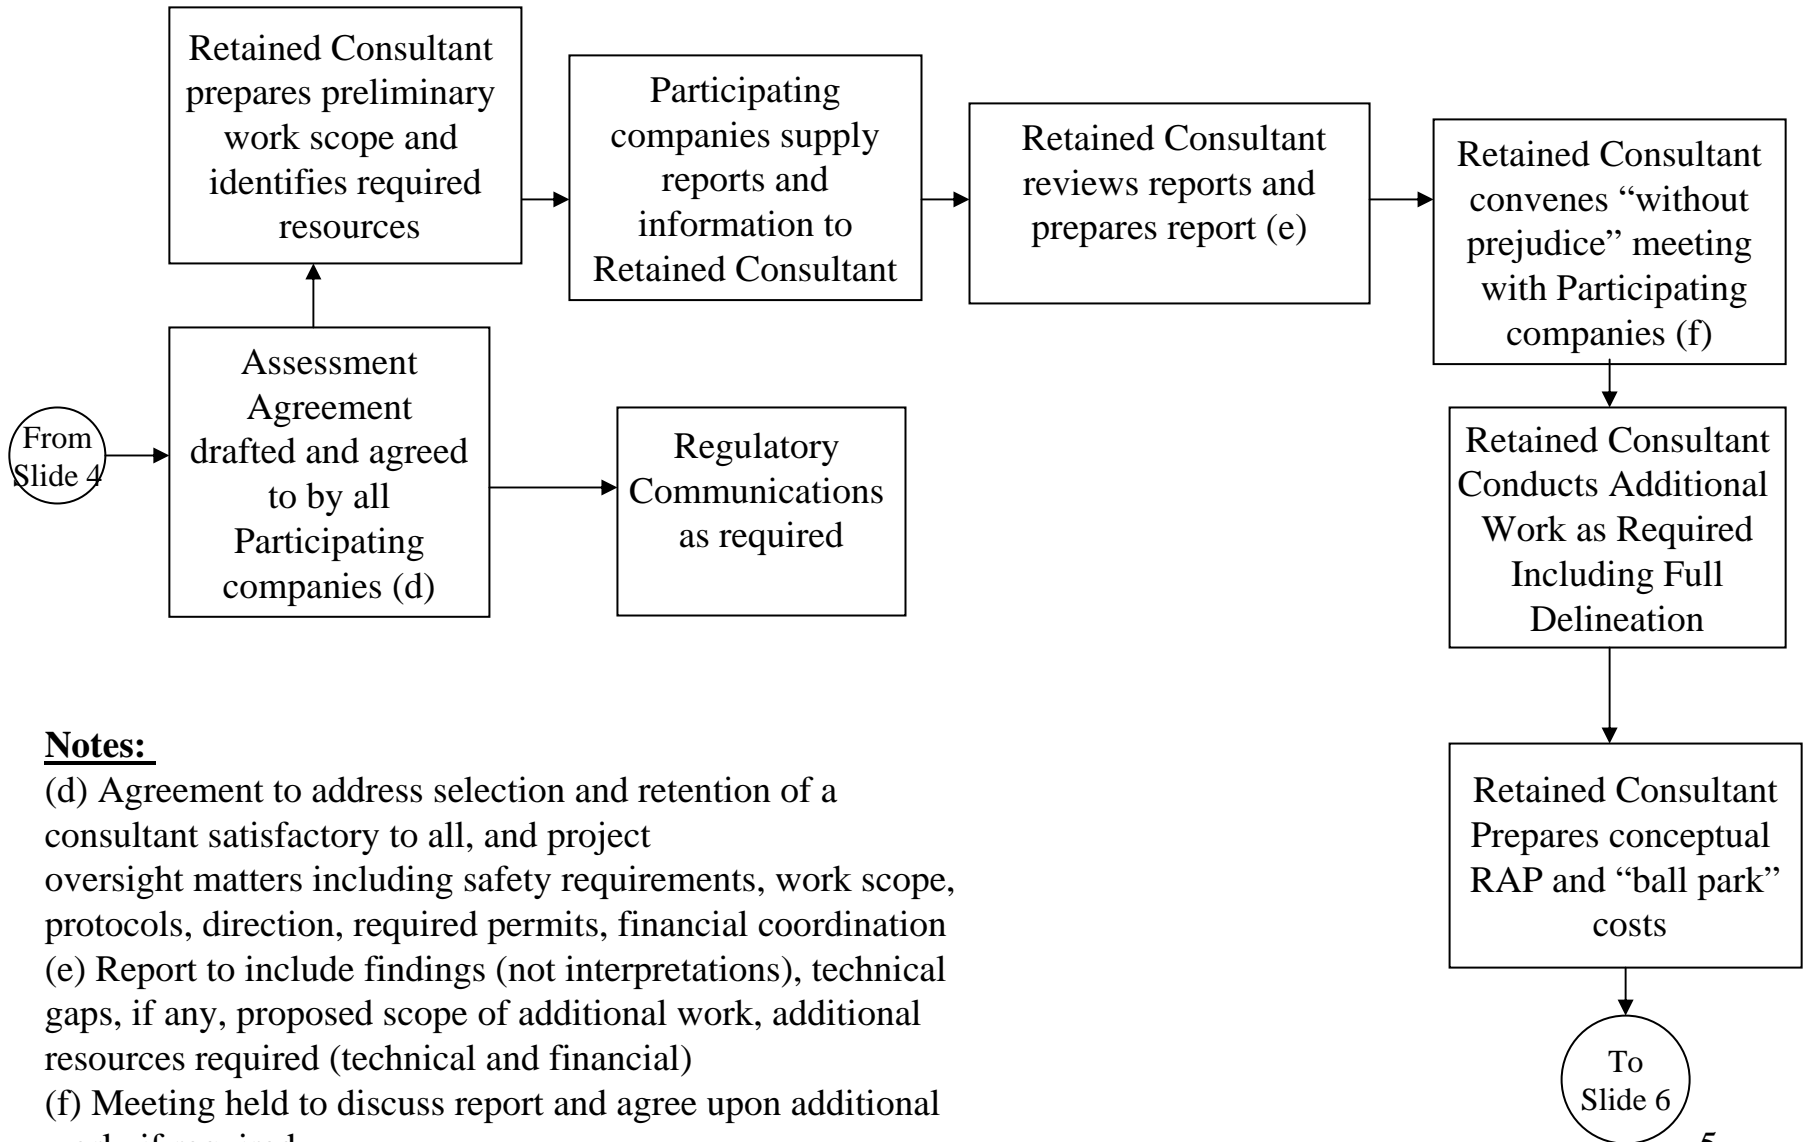 Retained Consultant
prepares preliminary
work scope and
identifies required
resources
Participating
companies supply
reports and
information to
Retained Consultant
Retained Consultant
reviews reports and
prepares report (e)
Retained Consultant
convenes “without
prejudice” meeting
with Participating
companies (f)
From
Slide 4
Assessment
Agreement
drafted and agreed
to by all
Participating
companies (d)
Regulatory
Communications
as required
Retained Consultant
Conducts Additional
Work as Required
Including Full
Delineation
Retained Consultant
Prepares conceptual
RAP and “ball park”
costs
To
Slide 6
Notes:
(d) Agreement to address selection and retention of a
consultant satisfactory to all, and project
oversight matters including safety requirements, work scope,
protocols, direction, required permits, financial coordination
(e) Report to include findings (not interpretations), technical
gaps, if any, proposed scope of additional work, additional
resources required (technical and financial)
(f) Meeting held to discuss report and agree upon additional